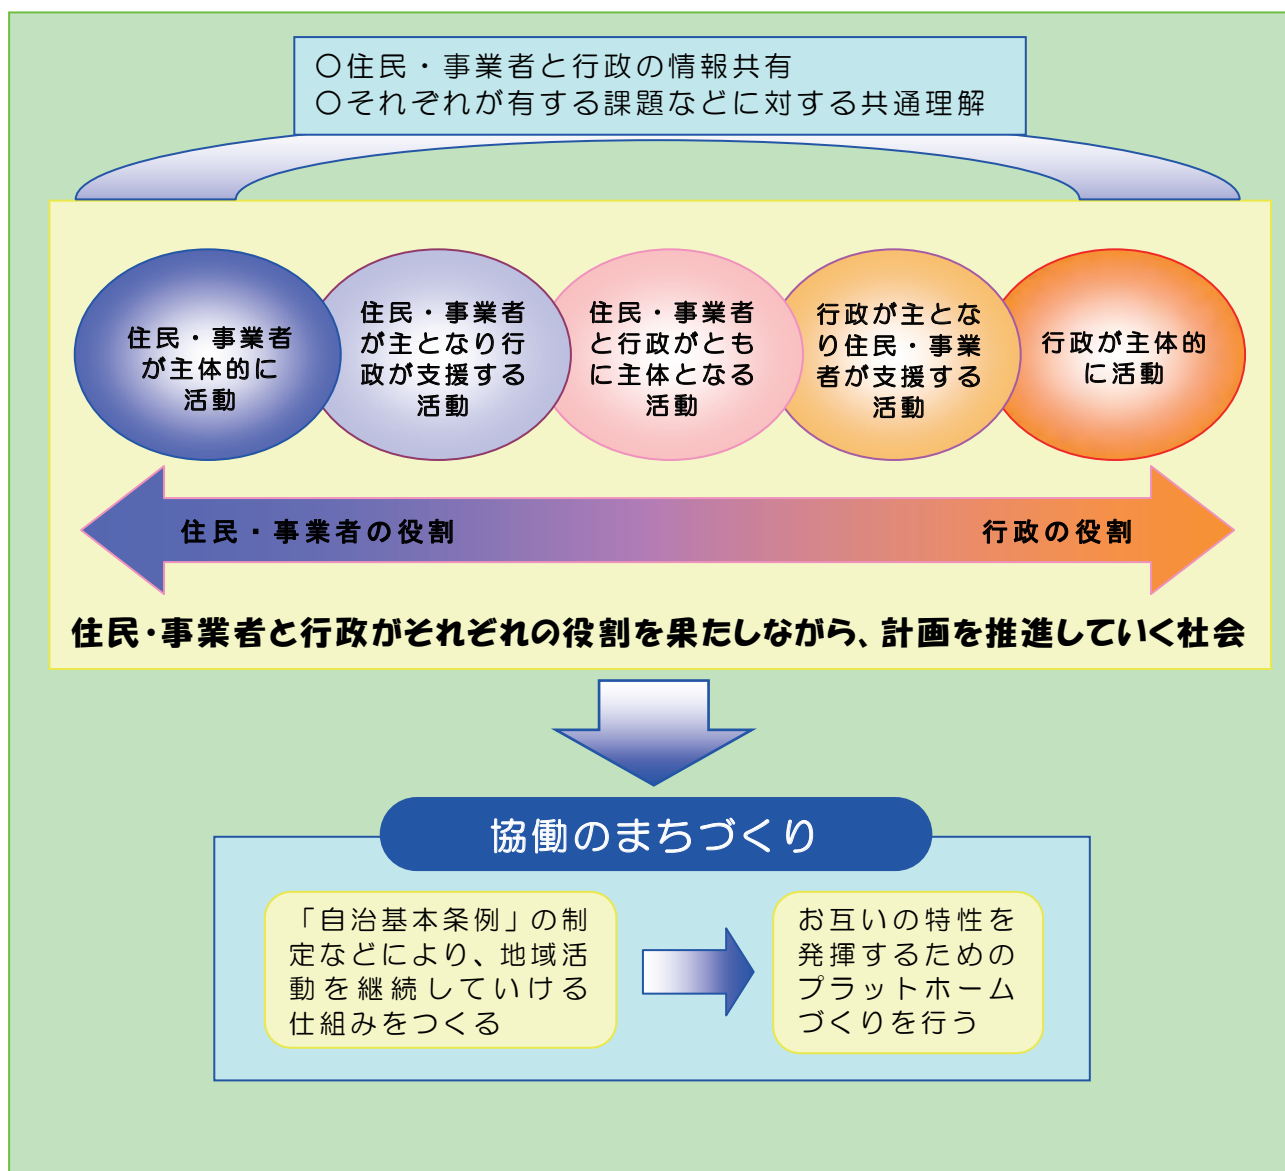 〇住民・事業者と行政の情報共有
〇それぞれが有する課題などに対する共通理解
住民・事業者
が主体的に
活動
住民・事業者
が主となり行
政が支援する
活動
住民・事業者
と行政がとも
に主体となる
活動
行政が主とな
り住民・事業
者が支援する
活動
行政が主体的
に活動
住民・事業者の役割
行政の役割
住民・事業者と行政がそれぞれの役割を果たしながら、計画を推進していく社会
協働のまちづくり
「自治基本条例」の制
定などにより、地域活
動を継続していける
仕組みをつくる
お互いの特性を
発揮するための
プラットホーム
づくりを行う